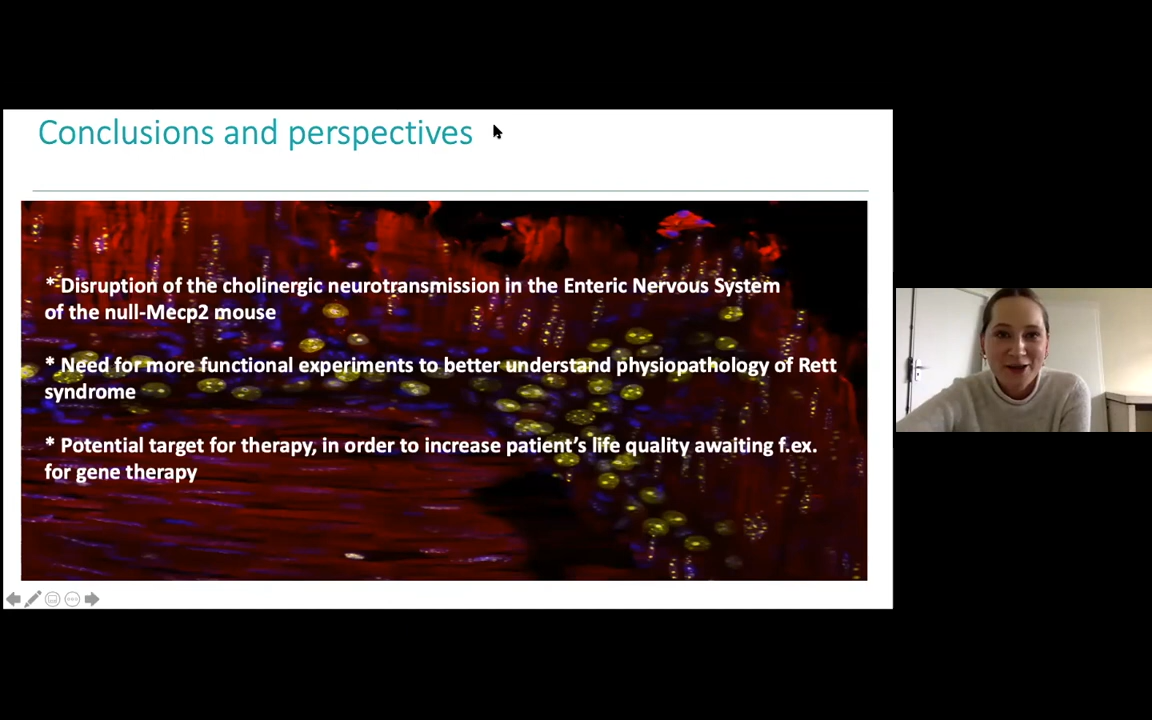 Conclusions and perspectives
* Disruption of the cholinergic neurotransmission in the Enteric Nervous System
of the null-Mecp2 mouse
* Need for more functional experiments to better understand physiopathology of Rett
syndrome
* Potential target for therapy, in order to increase patient’s life quality awaiting f.ex.
for gene therapy